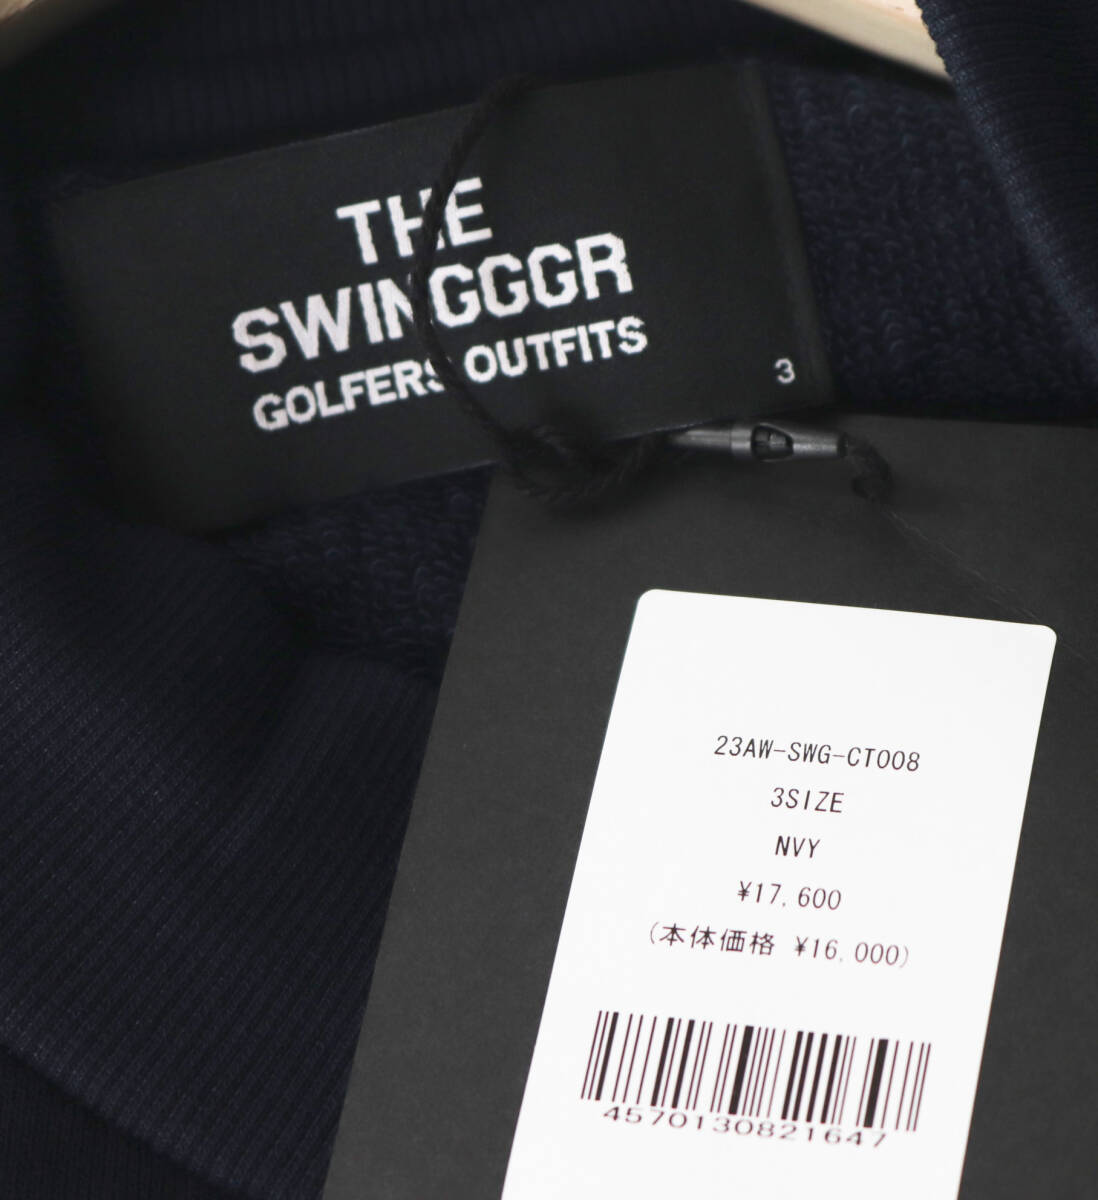 THE
SWINGGGR
GOLFERS OUTFITS
3
23AW-SWG-CT008
3SIZE
NVY
¥17,600
(本体価格 ¥16,000)
4570130821647